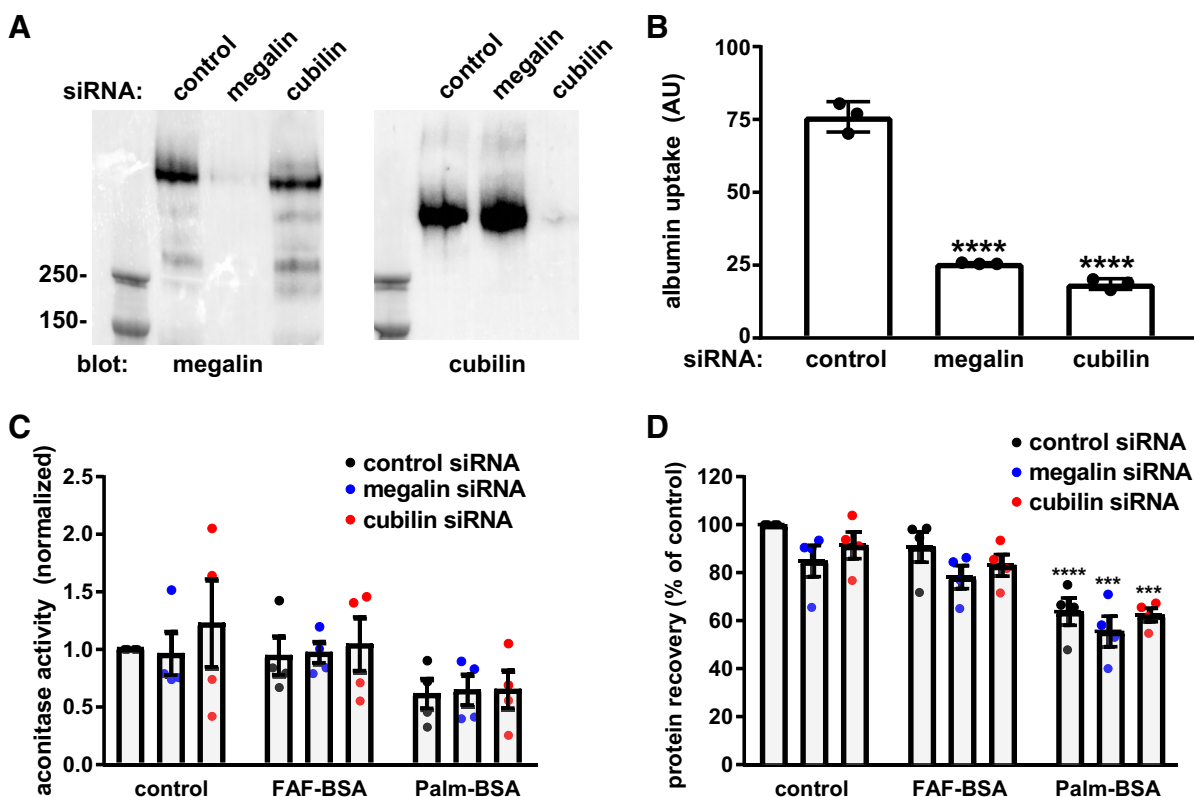 A
siRNA: control megalin cubilin control megalin cubilin
250-
150-
blot: megalin cubilin
B
albumin uptake (AU)
100
75
50
25
0
****
****
siRNA: control megalin cubilin
C
aconitase activity (normalized)
control siRNA
megalin siRNA
cubilin siRNA
2.5
2.0
1.5
1.0
0.5
0.0
control FAF-BSA Palm-BSA
D
protein recovery (% of control)
control siRNA
megalin siRNA
cubilin siRNA
120
100
80
60
40
20
0
**** *** ***
control FAF-BSA Palm-BSA